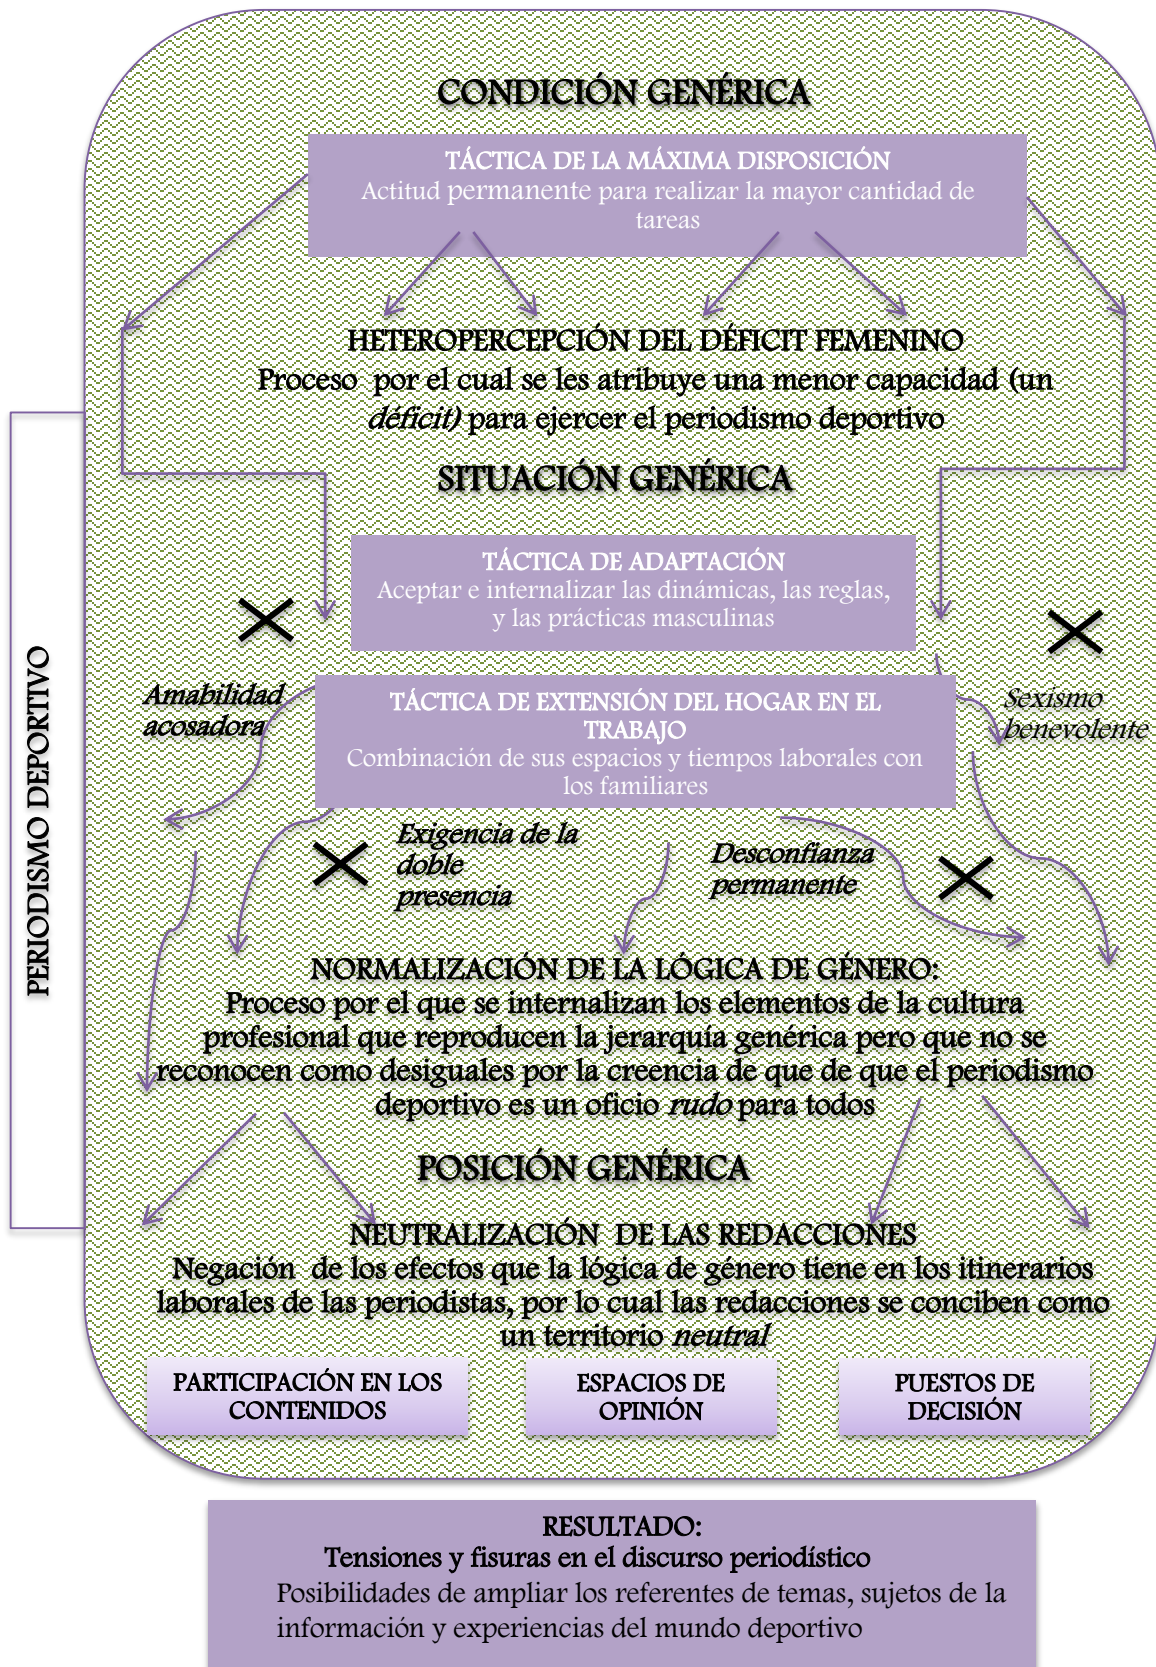 CONDICIÓN GENÉRICA
TÁCTICA DE LA MÁXIMA DISPOSICIÓN
Actitud permanente para realizar la mayor cantidad de
tareas
HETEROPERCEPCIÓN DEL DÉFICIT FEMENINO
Proceso por el cual se les atribuye una menor capacidad (un
déficit) para ejercer el periodismo deportivo
SITUACIÓN GENÉRICA
PERIODISMO DEPORTIVO
TÁCTICA DE ADAPTACIÓN
Aceptar e internalizar las dinámicas, las reglas,
y las prácticas masculinas
Amabilidad
acosadora
TÁCTICA DE EXTENSIÓN DEL HOGAR EN EL
TRABAJO
Combinación de sus espacios y tiempos laborales con
los familiares
Sexismo
benevolente
Exigencia de la
doble
presencia
Desconfianza
permanente
NORMALIZACIÓN DE LA LÓGICA DE GÉNERO:
Proceso por el que se internalizan los elementos de la cultura
profesional que reproducen la jerarquía genérica pero que no se
reconocen como desiguales por la creencia de que de que el periodismo
deportivo es un oficio rudo para todos
POSICIÓN GENÉRICA
NEUTRALIZACIÓN DE LAS REDACCIONES
Negación de los efectos que la lógica de género tiene en los itinerarios
laborales de las periodistas, por lo cual las redacciones se conciben como
un territorio neutral
PARTICIPACIÓN EN LOS
CONTENIDOS
ESPACIOS DE
OPINIÓN
PUESTOS DE
DECISIÓN
RESULTADO:
Tensiones y fisuras en el discurso periodístico
Posibilidades de ampliar los referentes de temas, sujetos de la
información y experiencias del mundo deportivo